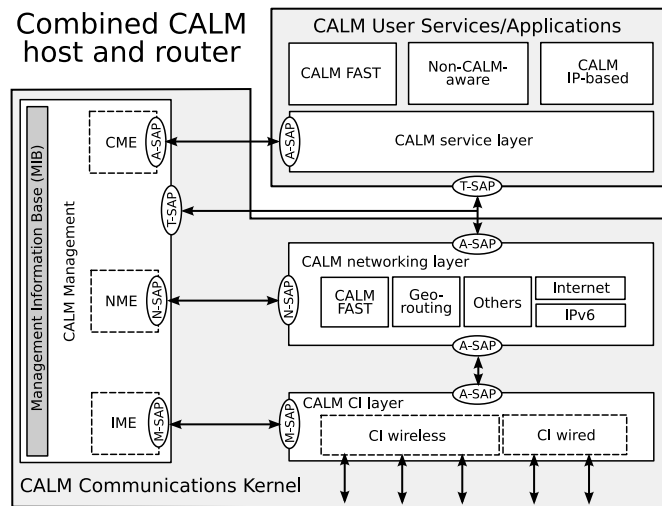 Combined CALM
host and router
CALM User Services/Applications
CALM FAST
Non-CALM-
aware
CALM
IP-based
CALM service layer
A-SAP
T-SAP
Management Information Base (MIB)
CALM Management
CME
A-SAP
T-SAP
NME
N-SAP
IME
M-SAP
A-SAP
CALM networking layer
N-SAP
CALM
FAST
Geo-
routing
Others
Internet
IPv6
A-SAP
A-SAP
CALM CI layer
M-SAP
CI wireless
CI wired
CALM Communications Kernel